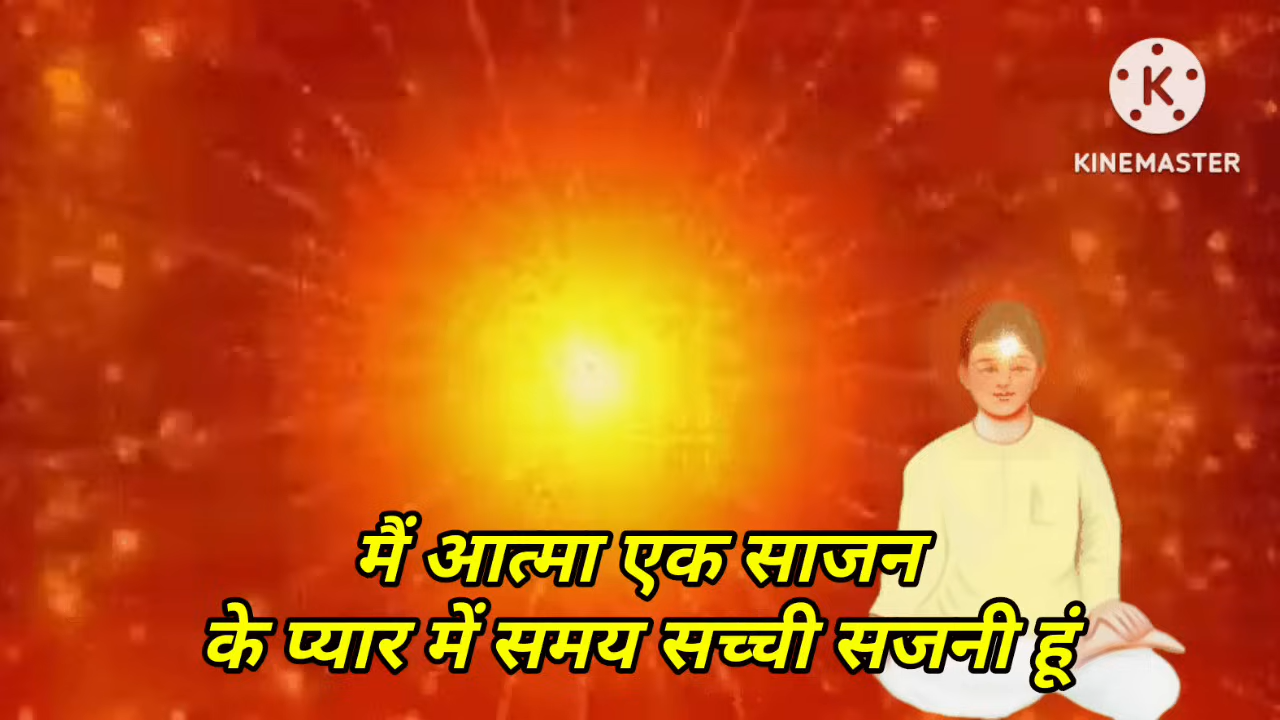 K
KINEMASTER
मैं आत्मा एक साजन
के प्यार में समय सच्ची सजनी हूं